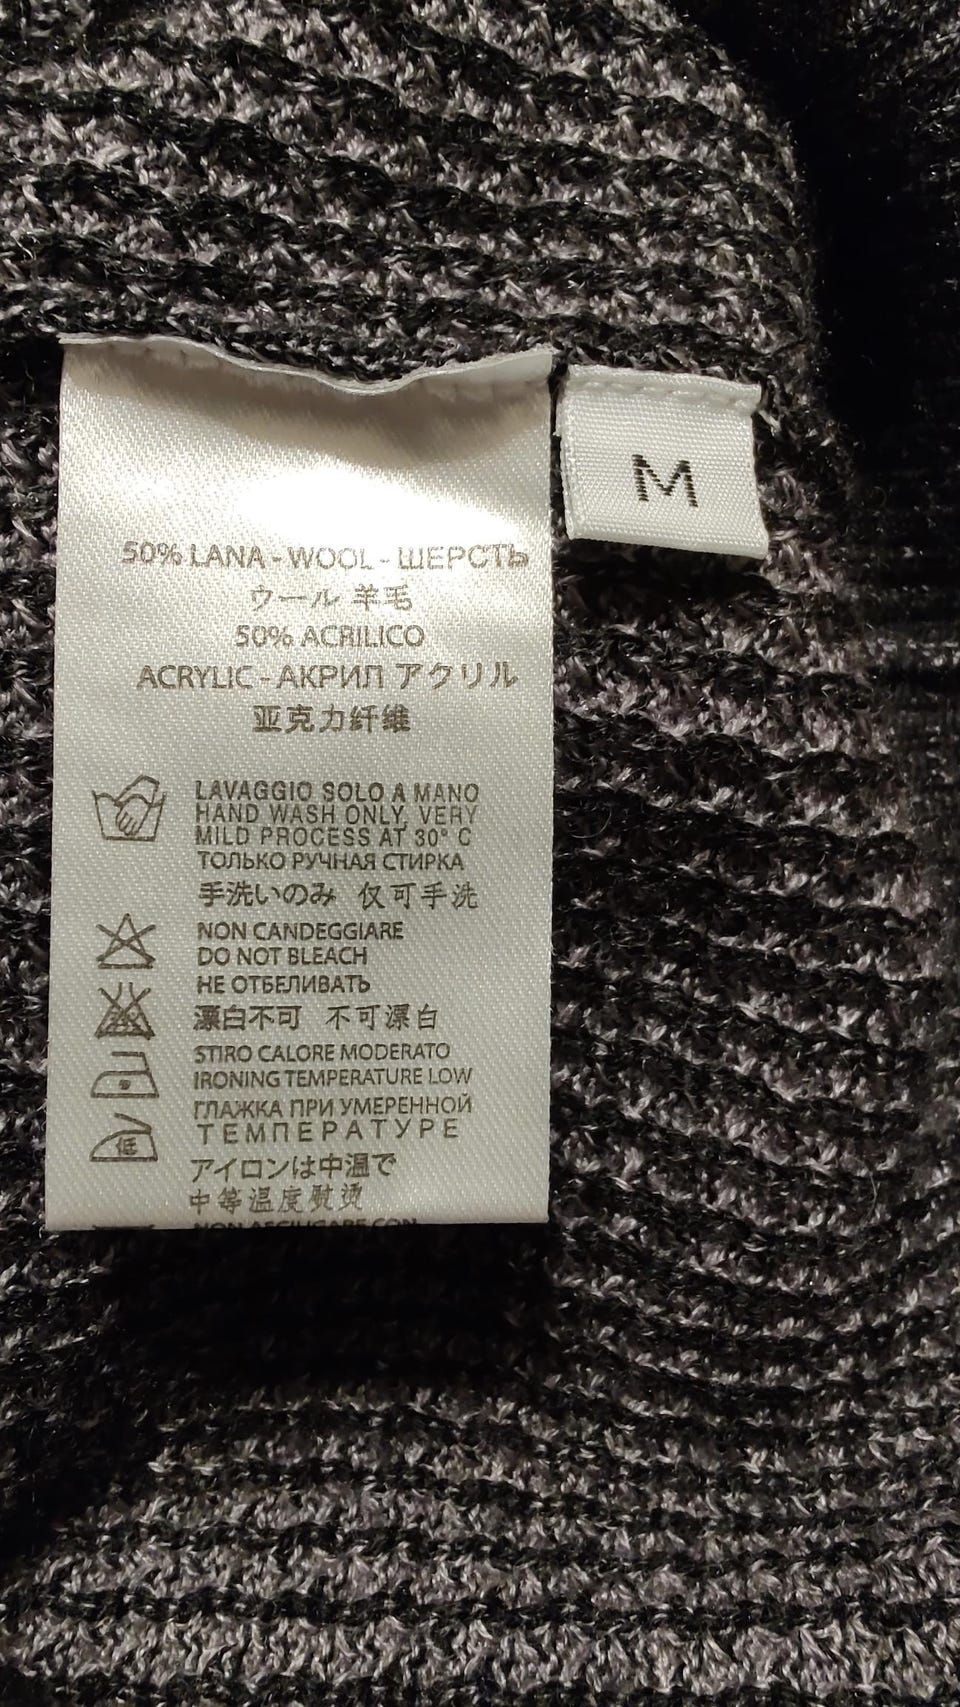 M
50% LANA - WOOL - ШЕРСТЬ
ウール 羊毛
50% ACRILICO
ACRYLIC - АКРИЛ アクリル
亚克力纤维
LAVAGGIO SOLO A MANO
HAND WASH ONLY, VERY
MILD PROCESS AT 30° C
ТОЛЬКО РУЧНАЯ СТИРКА
手洗いのみ 仅可手洗
NON CANDEGGIARE
DO NOT BLEACH
НЕ ОТБЕЛИВАТЬ
漂白不可 不可漂白
STIRO CALORE MODERATO
IRONING TEMPERATURE LOW
ГЛАЖКА ПРИ УМЕРЕННОЙ
ТЕМПЕРАТУРЕ
低
アイロンは中温で
中等温度熨烫
NON ASCIUGARE CON